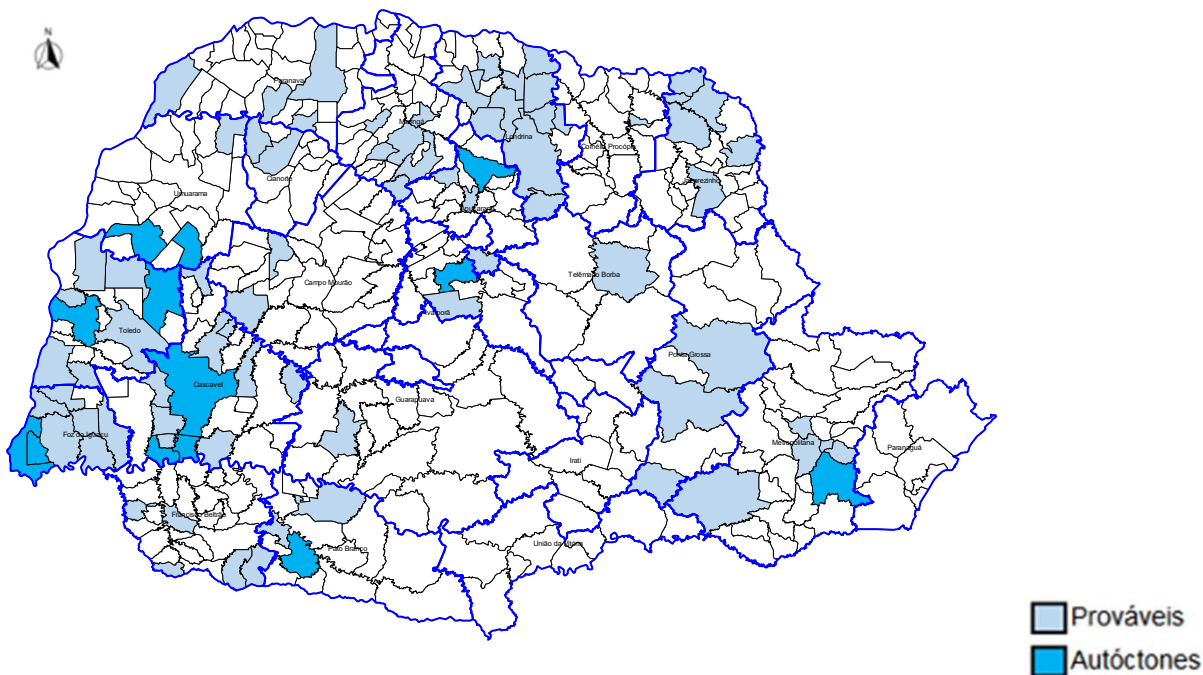 N
Paranavaí
Maringá
Londrina
Cornélio Procópio
Jacarezinho
Umuarama
Cianorte
Apucarana
Campo Mourão
Telêmaco Borba
Ivaiporã
Toledo
Ponta Grossa
Cascavel
Guarapuava
Foz do Iguaçu
Metropolitana
Paranaguá
Irati
Francisco Beltrão
Pato Branco
União da Vitória
Prováveis
Autóctones